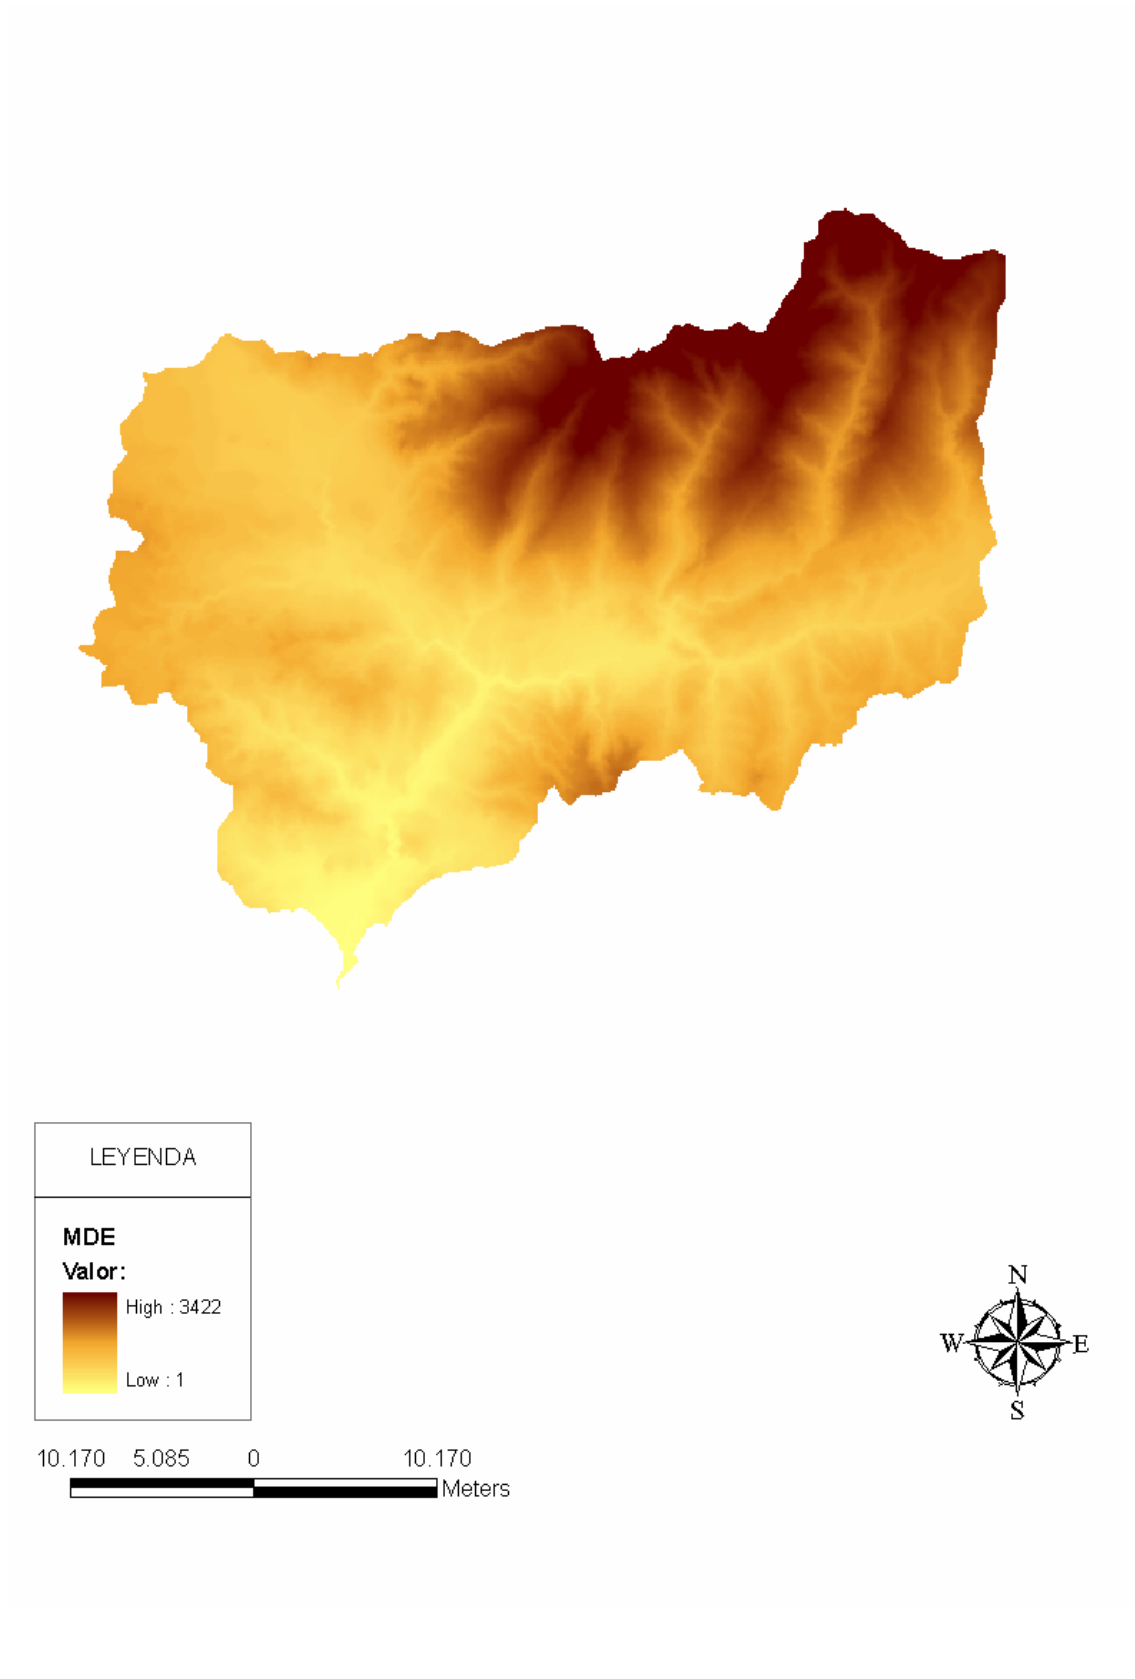 LEYENDA
MDE
Valor:
High : 3422
Low : 1
N
W E
S
10.170 5.085 0 10.170
Meters